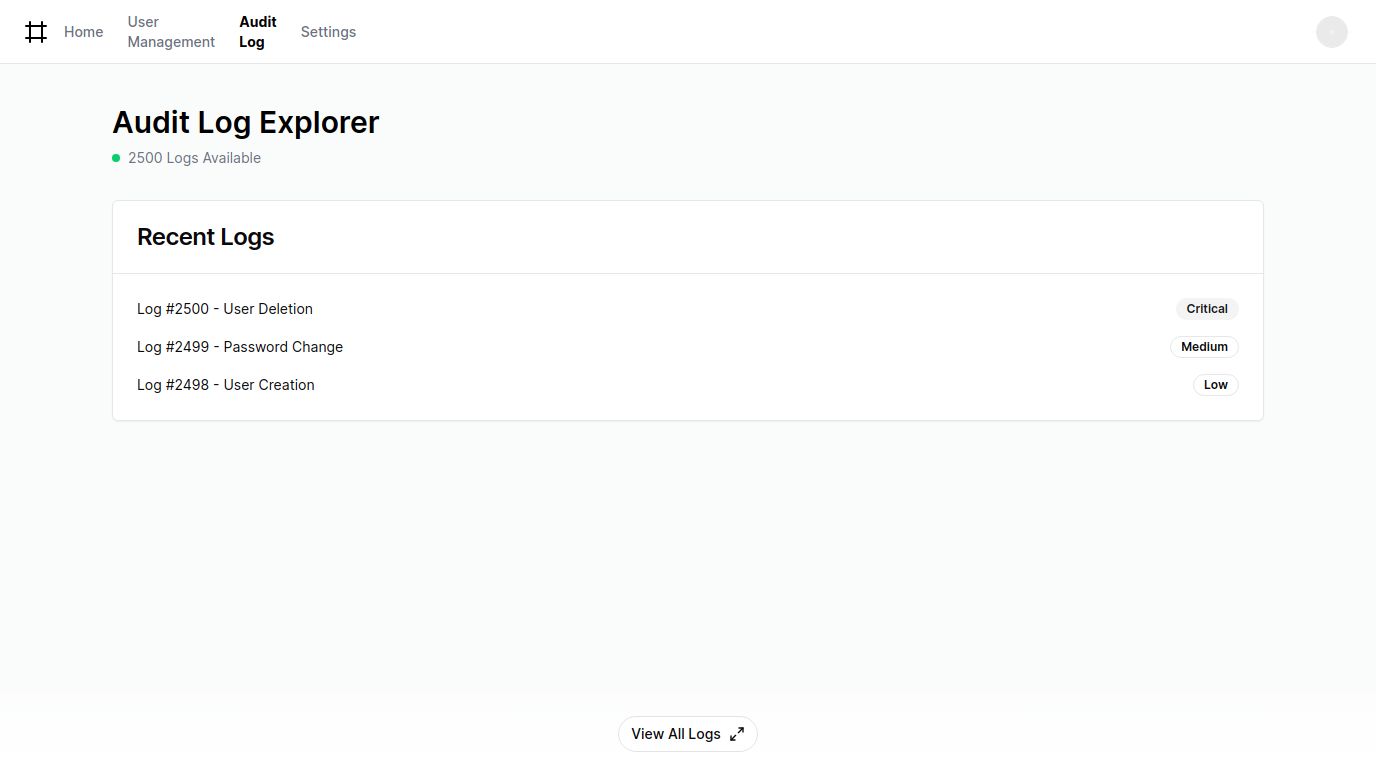 Home
User
Management
Audit
Log
Settings
Audit Log Explorer
2500 Logs Available
Recent Logs
Log #2500 - User Deletion
Critical
Log #2499 - Password Change
Medium
Log #2498 - User Creation
Low
View All Logs